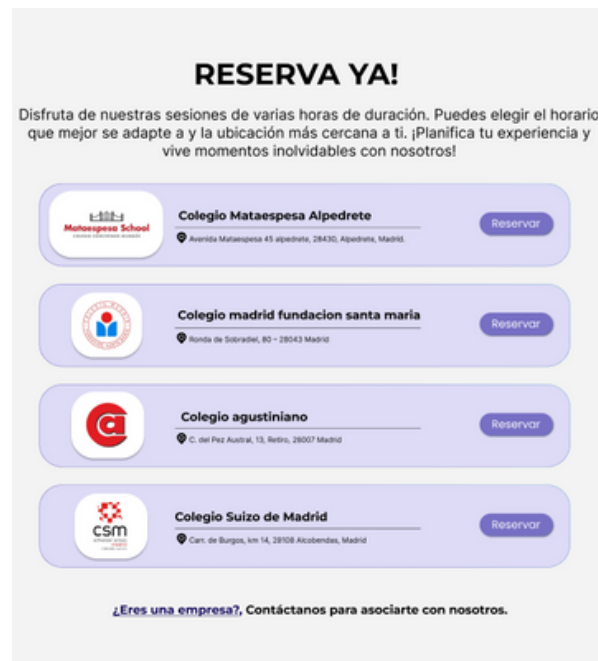 RESERVA YA!
Disfruta de nuestras sesiones de varias horas de duración. Puedes elegir el horario
que mejor se adapte a y la ubicación más cercana a ti. ¡Planifica tu experiencia y
vive momentos inolvidables con nosotros!
Mataespesa School
Colegio Mataespesa Alpedrete
Avenida Mataespesa 45 alpedrete, 28430, Alpedrete, Madrid.
Reservar
Colegio madrid fundacion santa maria
Ronda de Sobradiel, 80 – 28043 Madrid
Reservar
Colegio agustiniano
C. del Pez Austral, 13, Retiro, 28007 Madrid
Reservar
csm
Colegio Suizo de Madrid
Carr. de Burgos, km 14, 28108 Alcobendas, Madrid
Reservar
¿Eres una empresa?, Contáctanos para asociarte con nosotros.